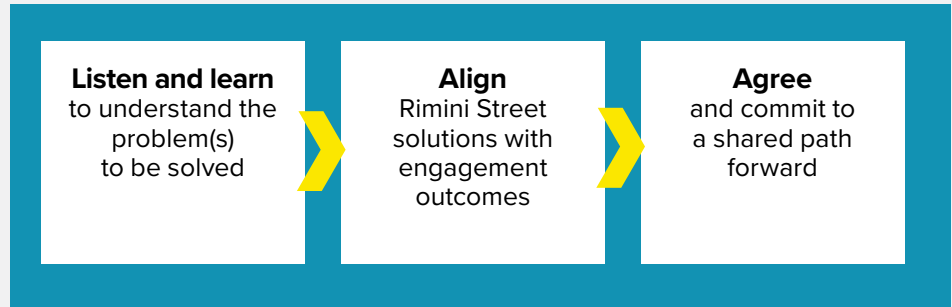 Listen and learn
to understand the
problem(s)
to be solved
Align
Rimini Street
solutions with
engagement
outcomes
Agree
and commit to
a shared path
forward